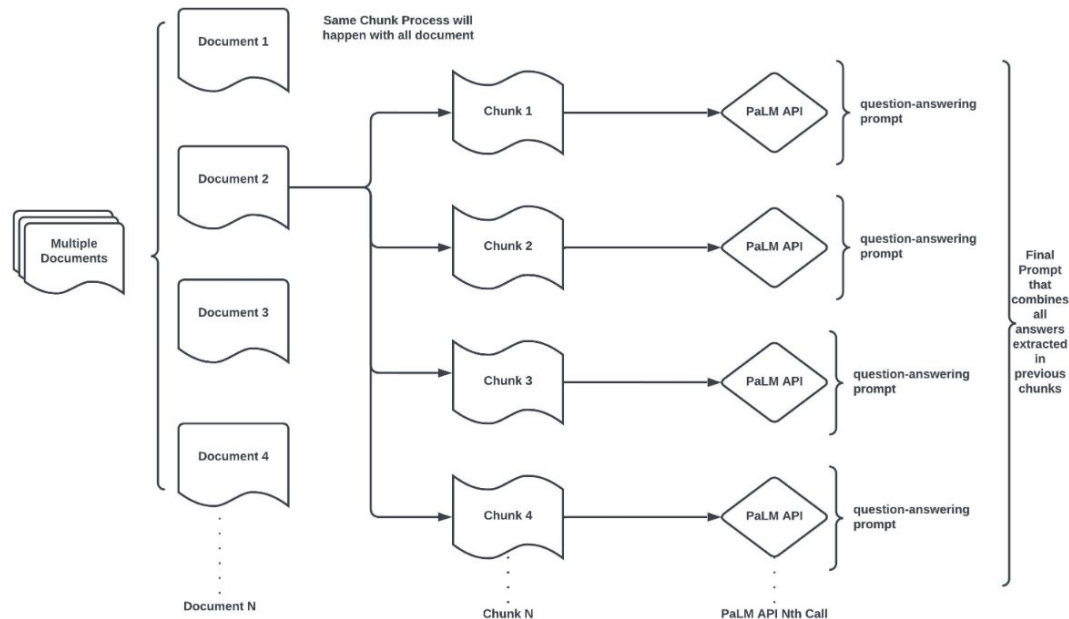 Same Chunk Process will
happen with all document
Document 1
Document 2
Document 3
Document 4
Document N
Multiple
Documents
Chunk 1
Chunk 2
Chunk 3
Chunk 4
Chunk N
PaLM API
question-answering
prompt
PaLM API
question-answering
prompt
PaLM API
question-answering
prompt
PaLM API
question-answering
prompt
PaLM API Nth Call
Final
Prompt
that
combines
all
answers
extracted
in
previous
chunks